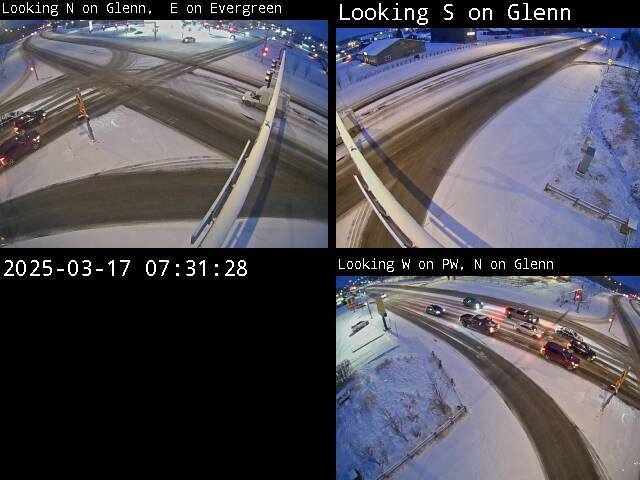 Looking N on Glenn,  E on Evergreen
Looking S on Glenn
2025-03-17 07:31:28
Looking W on PW, N on Glenn